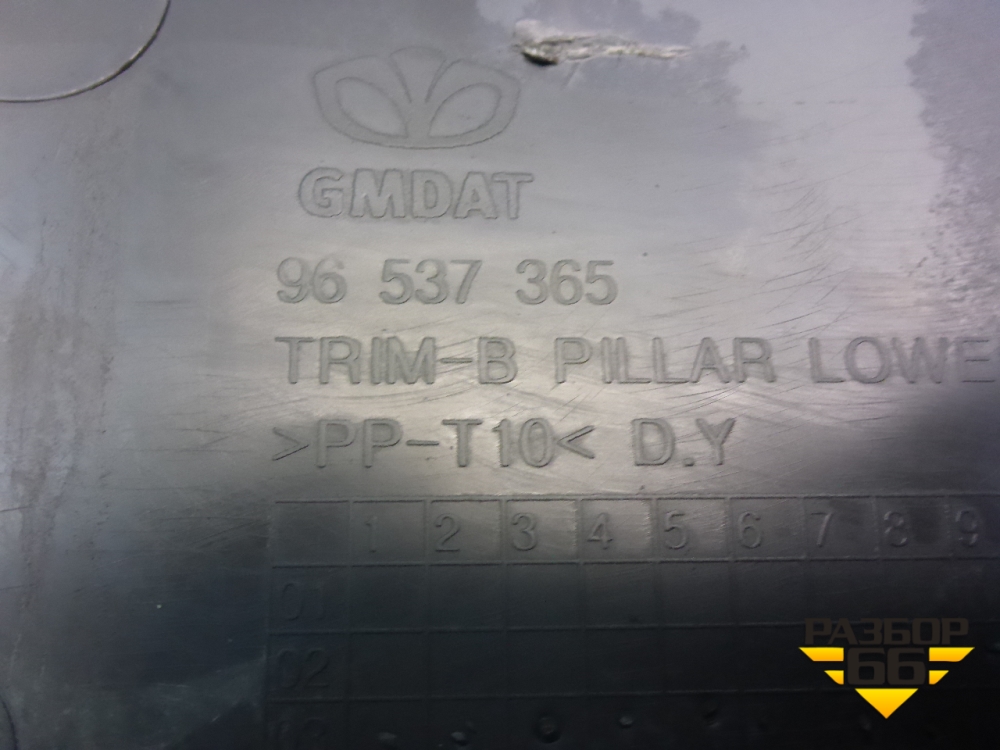 GMDAT
96 537 365
TRIM-B PILLAR LOWE
>PP-T10< D.Y
1 2 3 4 5 6 7 8 9
01
02
03
РАЗБОР
66